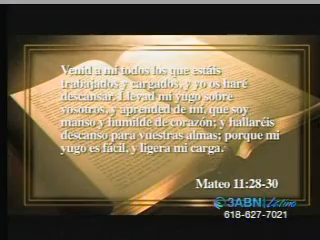 Venid a mí todos los que estáis
trabajados y cargados, y yo os haré
descansar. Llevad mi yugo sobre
vosotros, y aprended de mí, que soy
manso y humilde de corazón; y hallaréis
descanso para vuestras almas; porque mi
yugo es fácil, y ligera mi carga.
Mateo 11:28-30
3ABN Latino
618-627-7021